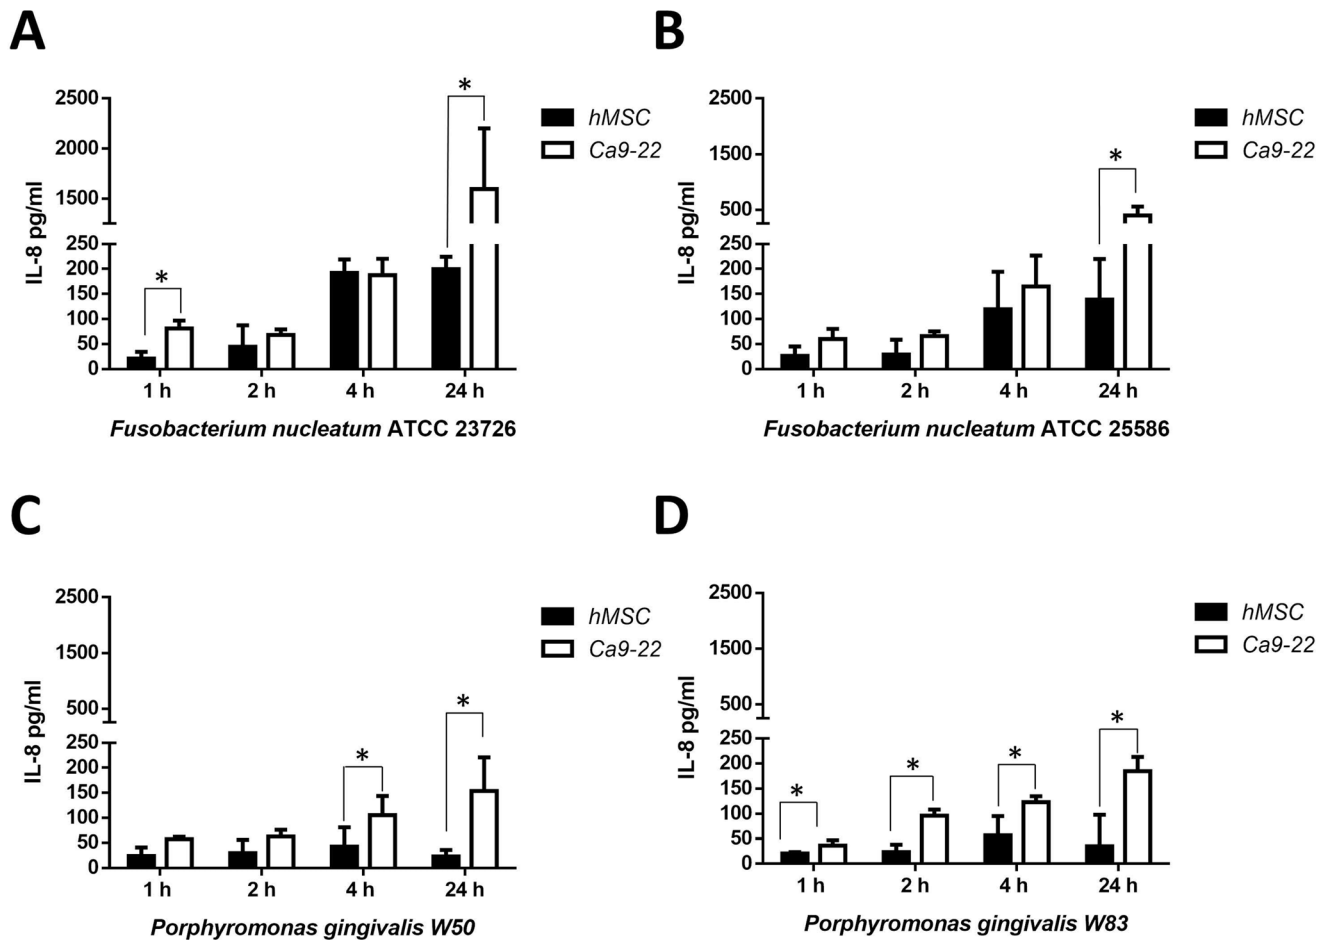 A
IL-8 pg/ml
2500
2000
1500
250
200
150
100
50
0
*
*
hMSC
Ca9-22
1 h
2 h
4 h
24 h
Fusobacterium nucleatum ATCC 23726
B
IL-8 pg/ml
2500
1500
500
250
200
150
100
50
0
*
hMSC
Ca9-22
1 h
2 h
4 h
24 h
Fusobacterium nucleatum ATCC 25586
C
IL-8 pg/ml
2500
1500
500
250
200
150
100
50
0
*
*
hMSC
Ca9-22
1 h
2 h
4 h
24 h
Porphyromonas gingivalis W50
D
IL-8 pg/ml
2500
1500
500
250
200
150
100
50
0
*
*
*
*
hMSC
Ca9-22
1 h
2 h
4 h
24 h
Porphyromonas gingivalis W83